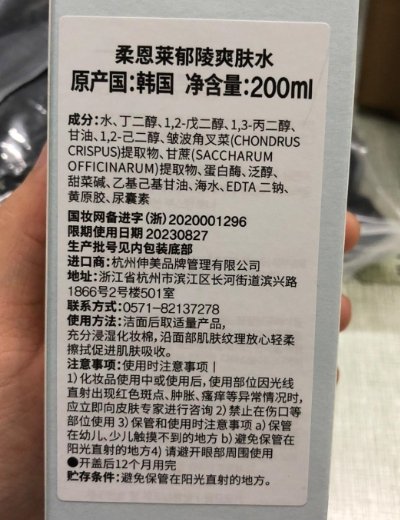 柔恩莱郁陵爽肤水
原产国:韩国 净含量:200ml
成分:水、丁二醇、1,2-戊二醇、1,3-丙二醇、
甘油、1,2-己二醇、皱波角叉菜(CHONDRUS
CRISPUS)提取物、甘蔗(SACCHARUM
OFFICINARUM)提取物、蛋白酶、泛醇、
甜菜碱、乙基己基甘油、海水、EDTA 二钠、
黄原胶、尿囊素
国妆网备进字(浙)2020001296
限期使用日期20230827
生产批号见内包装底部
进口商:杭州伸美品牌管理有限公司
地址:浙江省杭州市滨江区长河街道滨兴路
1866号2号楼501室
联系方式:0571-82137278
使用方法:洁面后取适量产品,
充分浸湿化妆棉,沿面部肌肤纹理放心轻柔
擦拭促进肌肤吸收。
注意事项:使用时注意事项丨
1)化妆品使用中或使用后,使用部位因光线
直射出现红色斑点、肿胀、瘙痒等异常情况时,
应立即向皮肤专家进行咨询 2)禁止在伤口等
部位使用 3)保管和使用时注意事项 a)保管
在幼儿、少儿触摸不到的地方 b)避免保管在
阳光直射的地方4)请避开眼部周围使用
●开盖后12个月用完
贮存条件:避免保管在阳光直射的地方。